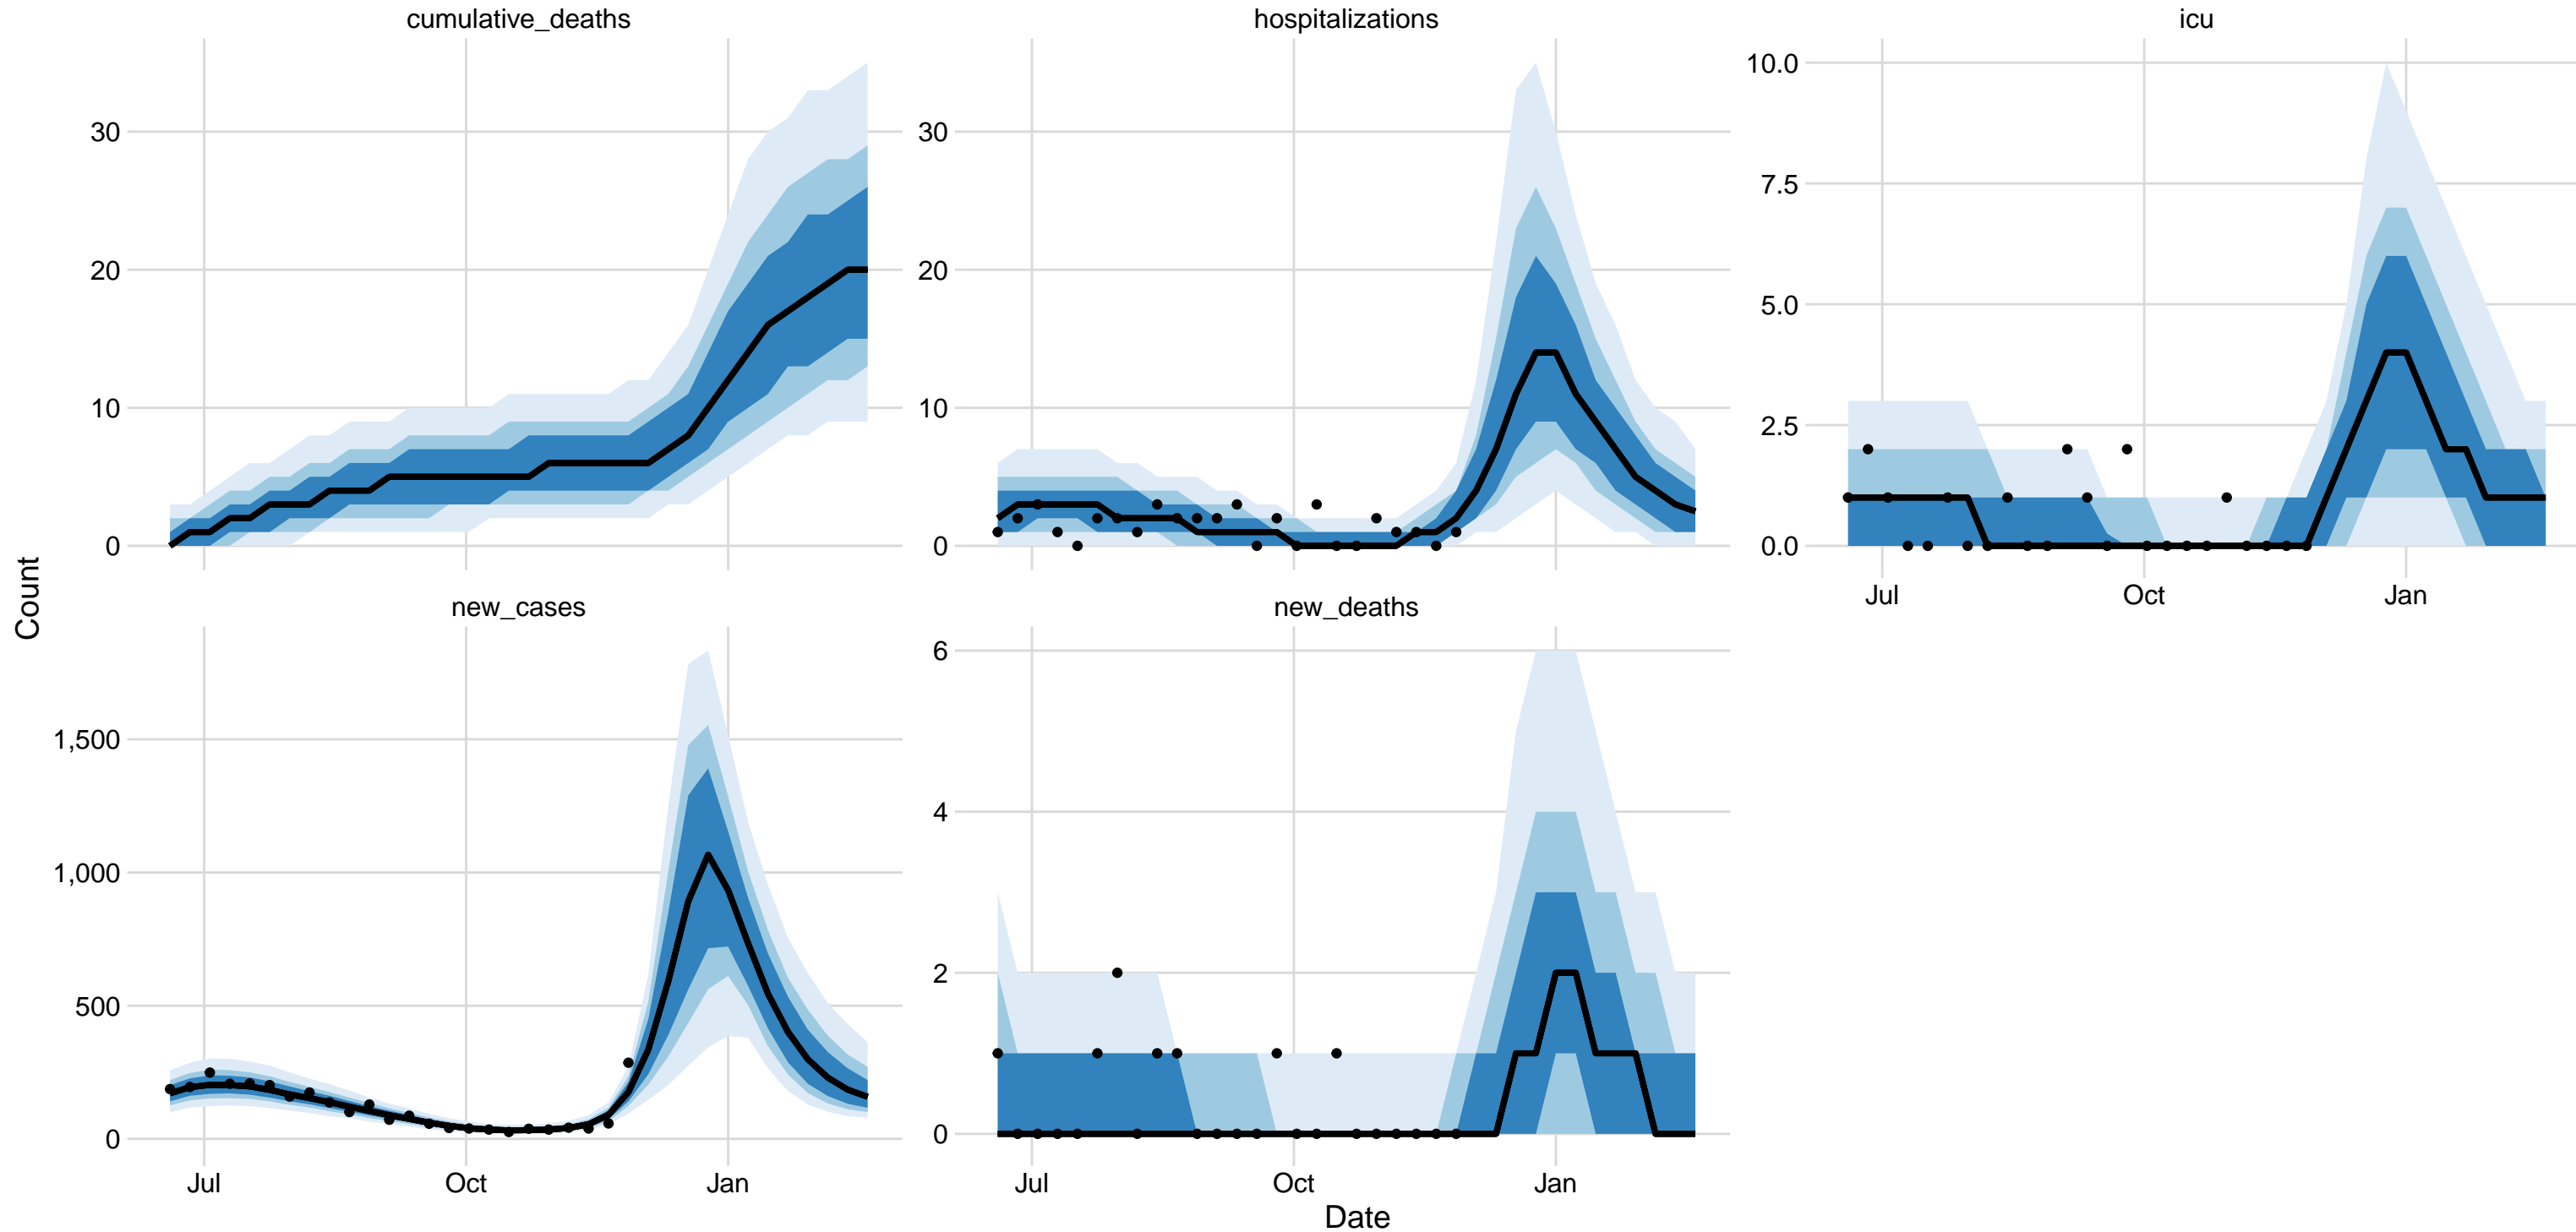 cumulative_deaths
30
20
10
0
hospitalizations
30
20
10
0
icu
10.0
7.5
5.0
2.5
0.0
Jul Oct Jan
Count
new_cases
1,500
1,000
500
0
Jul Oct Jan
new_deaths
6
4
2
0
Jul Oct Jan
Date